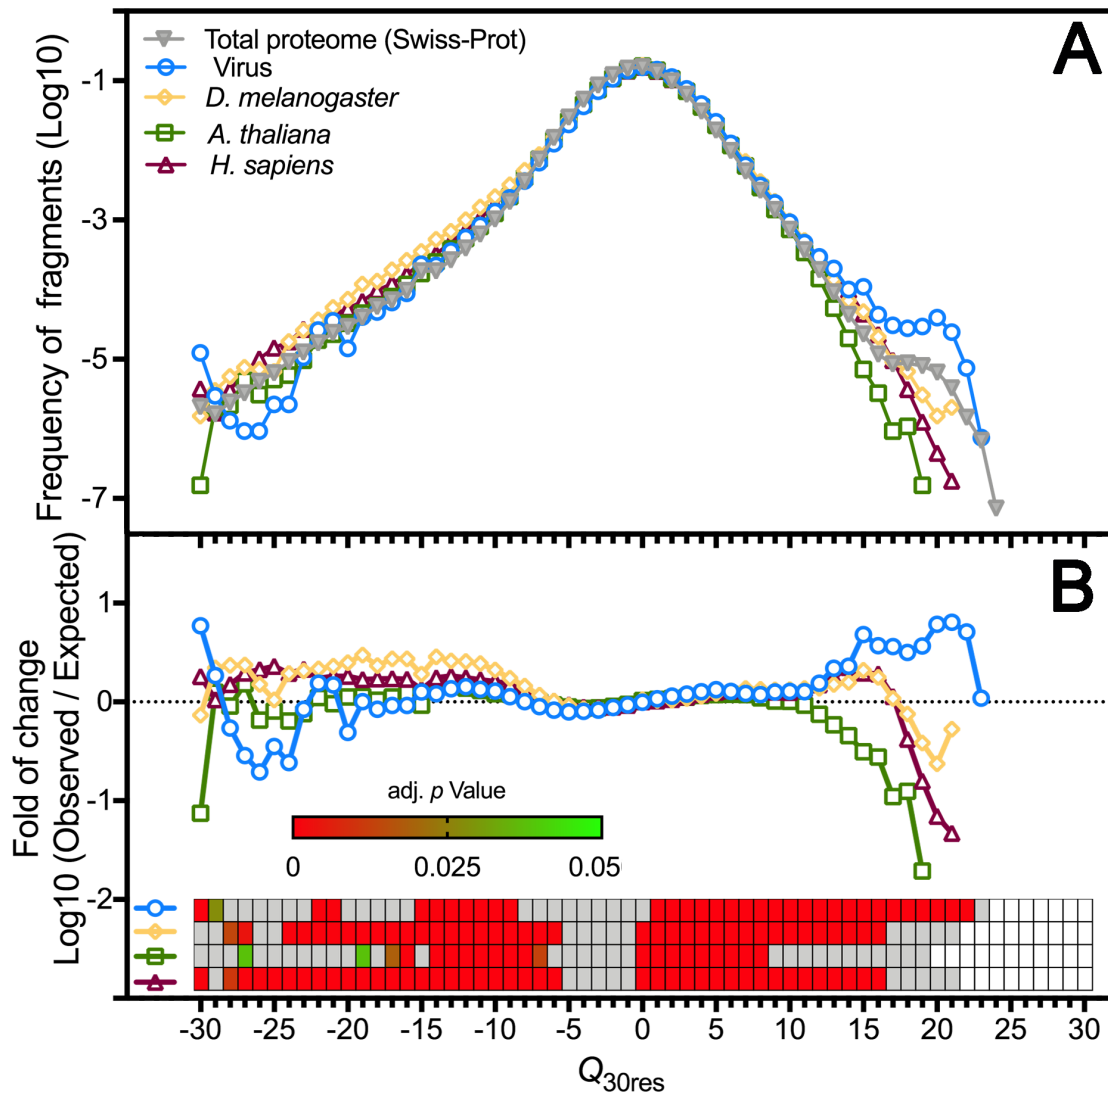 A
Total proteome (Swiss-Prot)
Virus
D. melanogaster
A. thaliana
H. sapiens
Frequency of fragments (Log10)
-1
-3
-5
-7
B
Fold of change
Log10 (Observed / Expected)
1
0
-1
-2
adj. p Value
0 0.025 0.05
-30 -25 -20 -15 -10 -5 0 5 10 15 20 25 30
Q30res